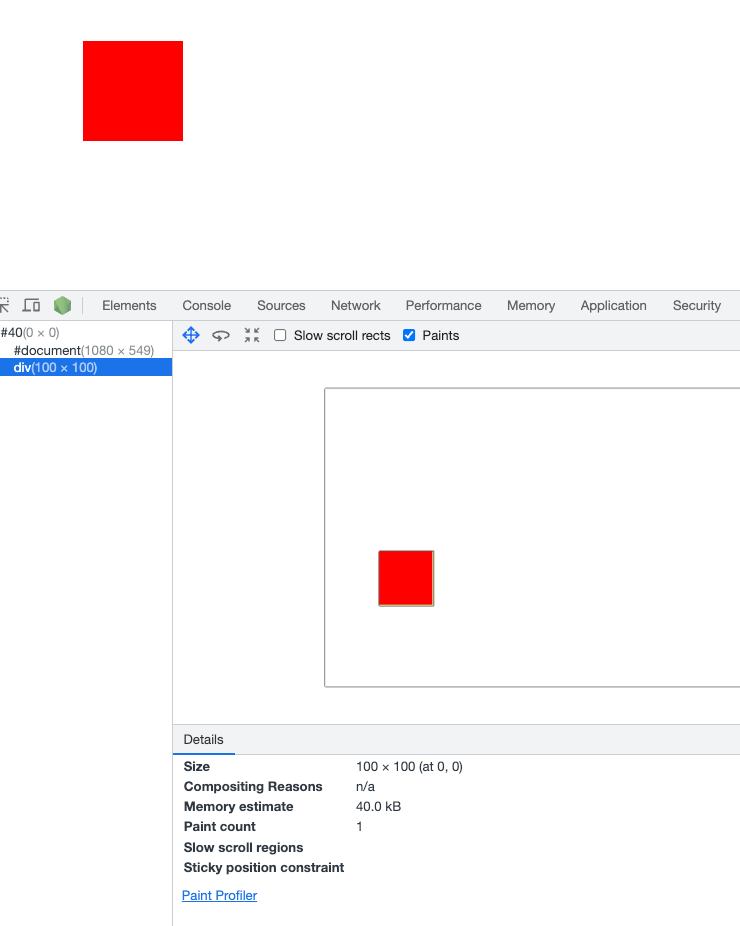 Elements Console Sources Network Performance Memory Application Security
#40(0 × 0)
Slow scroll rects Paints
#document(1080 × 549)
div(100 × 100)
Details
Size 100 × 100 (at 0, 0)
Compositing Reasons n/a
Memory estimate 40.0 kB
Paint count 1
Slow scroll regions
Sticky position constraint
Paint Profiler